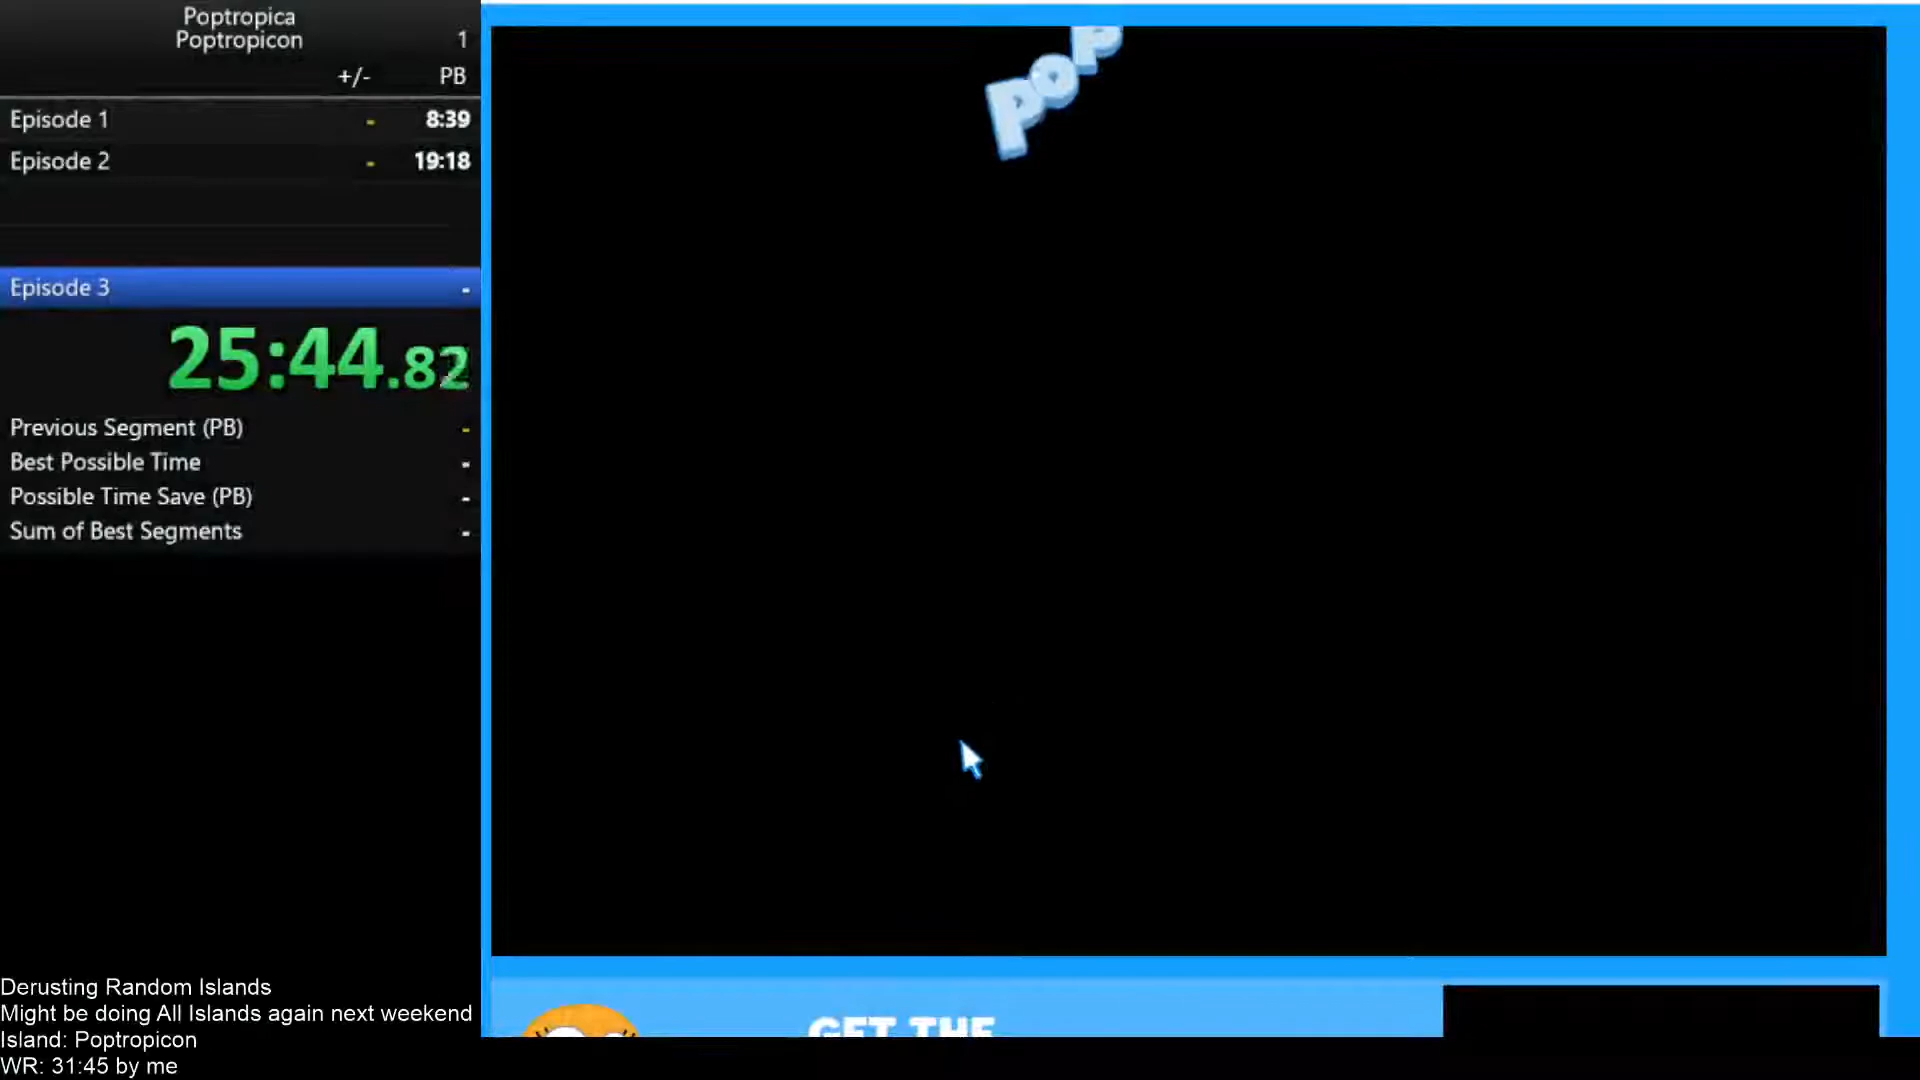 Poptropica
Poptropicon 1
+/- PB
Episode 1 - 8:39
Episode 2 - 19:18
Episode 3 -
25:44.82
Previous Segment (PB) -
Best Possible Time -
Possible Time Save (PB) -
Sum of Best Segments -
Derusting Random Islands
Might be doing All Islands again next weekend
Island: Poptropicon
WR: 31:45 by me
POP
GET THE